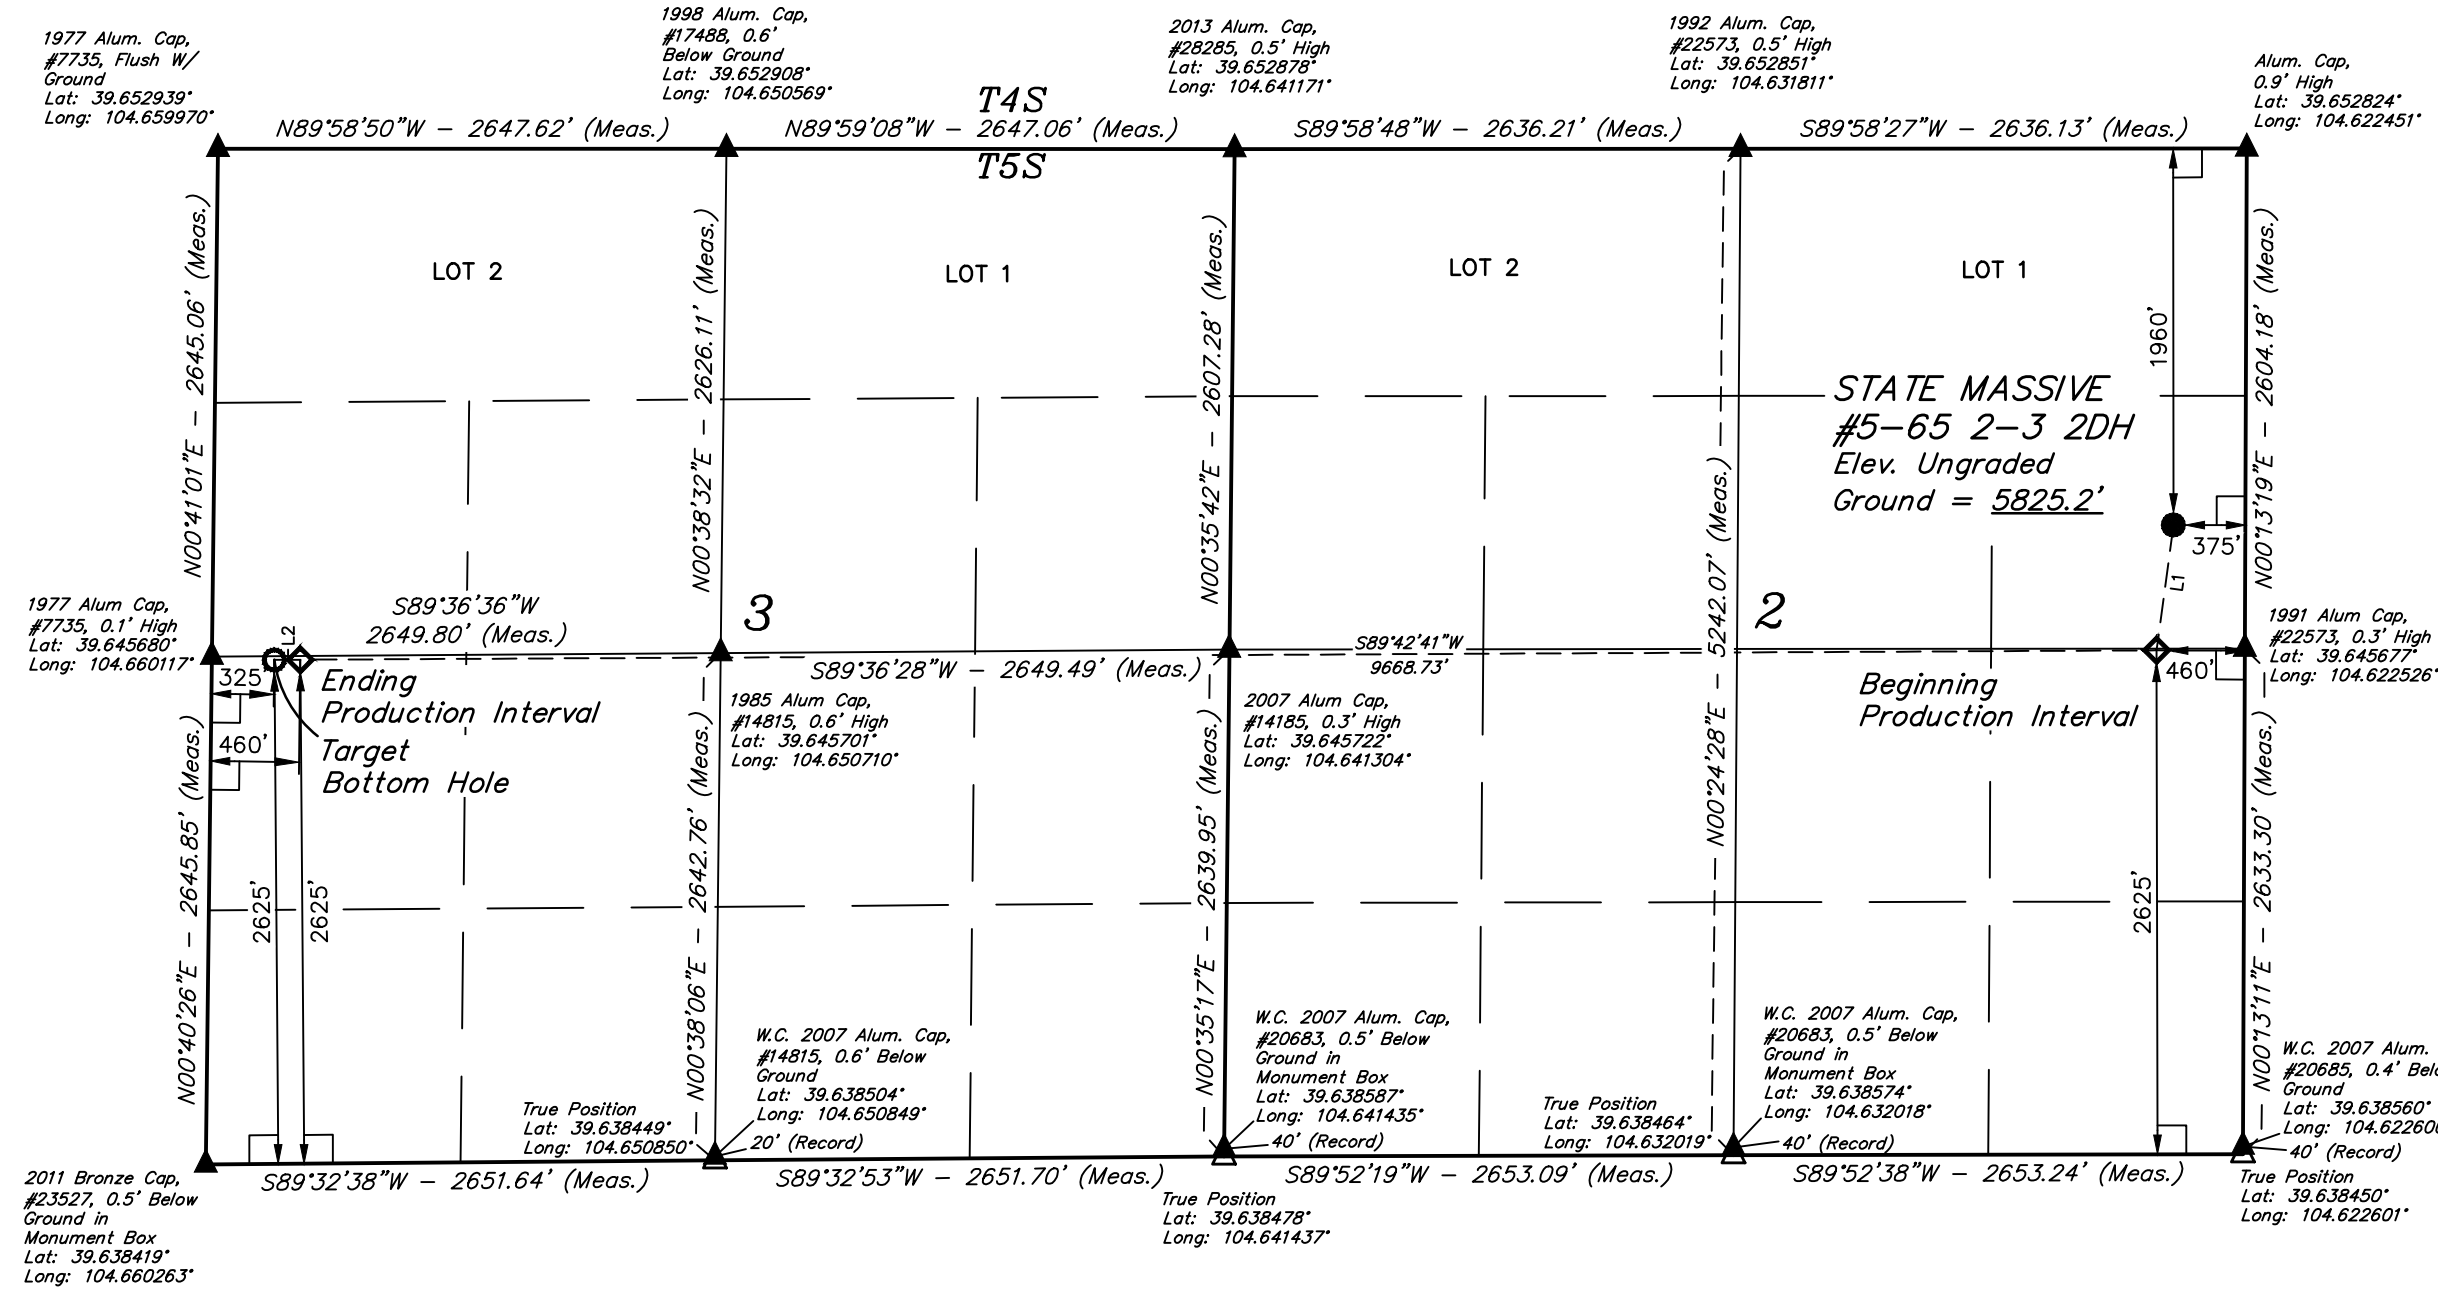 1977 Alum. Cap,
#7735, Flush W/
Ground
Lat: 39.652939°
Long: 104.659970°
1998 Alum. Cap,
#17488, 0.6'
Below Ground
Lat: 39.652908°
Long: 104.650569°
2013 Alum. Cap,
#28285, 0.5' High
Lat: 39.652878°
Long: 104.641171°
1992 Alum. Cap,
#22573, 0.5' High
Lat: 39.652851°
Long: 104.631811°
Alum. Cap,
0.9' High
Lat: 39.652824°
Long: 104.622451°
T4S
N89°58'50"W – 2647.62' (Meas.)
N89°59'08"W – 2647.06' (Meas.)
S89°58'48"W – 2636.21' (Meas.)
S89°58'27"W – 2636.13' (Meas.)
T5S
N00°41'01"E – 2645.06' (Meas.)
N00°38'32"E – 2626.11' (Meas.)
N00°35'42"E – 2607.28' (Meas.)
N00°24'28"E – 5242.07' (Meas.)
N00°13'19"E – 2604.18' (Meas.)
LOT 2
LOT 1
LOT 2
LOT 1
1960'
STATE MASSIVE
#5–65 2–3 2DH
Elev. Ungraded
Ground = 5825.2'
375'
L1
1977 Alum Cap,
#7735, 0.1' High
Lat: 39.645680°
Long: 104.660117°
S89°36'36"W
2649.80' (Meas.)
L2
3
2
S89°36'28"W – 2649.49' (Meas.)
S89°42'41"W
9668.73'
1991 Alum Cap,
#22573, 0.3' High
Lat: 39.645677°
Long: 104.622526°
325'
460'
Ending
Production Interval
Target
Bottom Hole
1985 Alum Cap,
#14815, 0.6' High
Lat: 39.645701°
Long: 104.650710°
2007 Alum Cap,
#14185, 0.3' High
Lat: 39.645722°
Long: 104.641304°
Beginning
Production Interval
460'
2625'
2625'
2625'
N00°40'26"E – 2645.85' (Meas.)
N00°38'06"E – 2642.76' (Meas.)
N00°35'17"E – 2639.95' (Meas.)
N00°13'11"E – 2633.30' (Meas.)
W.C. 2007 Alum. Cap,
#14815, 0.6' Below
Ground
Lat: 39.638504°
Long: 104.650849°
20' (Record)
True Position
Lat: 39.638449°
Long: 104.650850°
W.C. 2007 Alum. Cap,
#20683, 0.5' Below
Ground in
Monument Box
Lat: 39.638587°
Long: 104.641435°
40' (Record)
True Position
Lat: 39.638464°
Long: 104.632019°
W.C. 2007 Alum. Cap,
#20683, 0.5' Below
Ground in
Monument Box
Lat: 39.638574°
Long: 104.632018°
40' (Record)
W.C. 2007 Alum.
#20685, 0.4'
Ground
Lat: 39.638560°
Long: 104.62260
40' (Record)
2011 Bronze Cap,
#23527, 0.5' Below
Ground in
Monument Box
Lat: 39.638419°
Long: 104.660263°
S89°32'38"W – 2651.64' (Meas.)
S89°32'53"W – 2651.70' (Meas.)
S89°52'19"W – 2653.09' (Meas.)
S89°52'38"W – 2653.24' (Meas.)
True Position
Lat: 39.638478°
Long: 104.641437°
True Position
Lat: 39.638450°
Long: 104.622601°